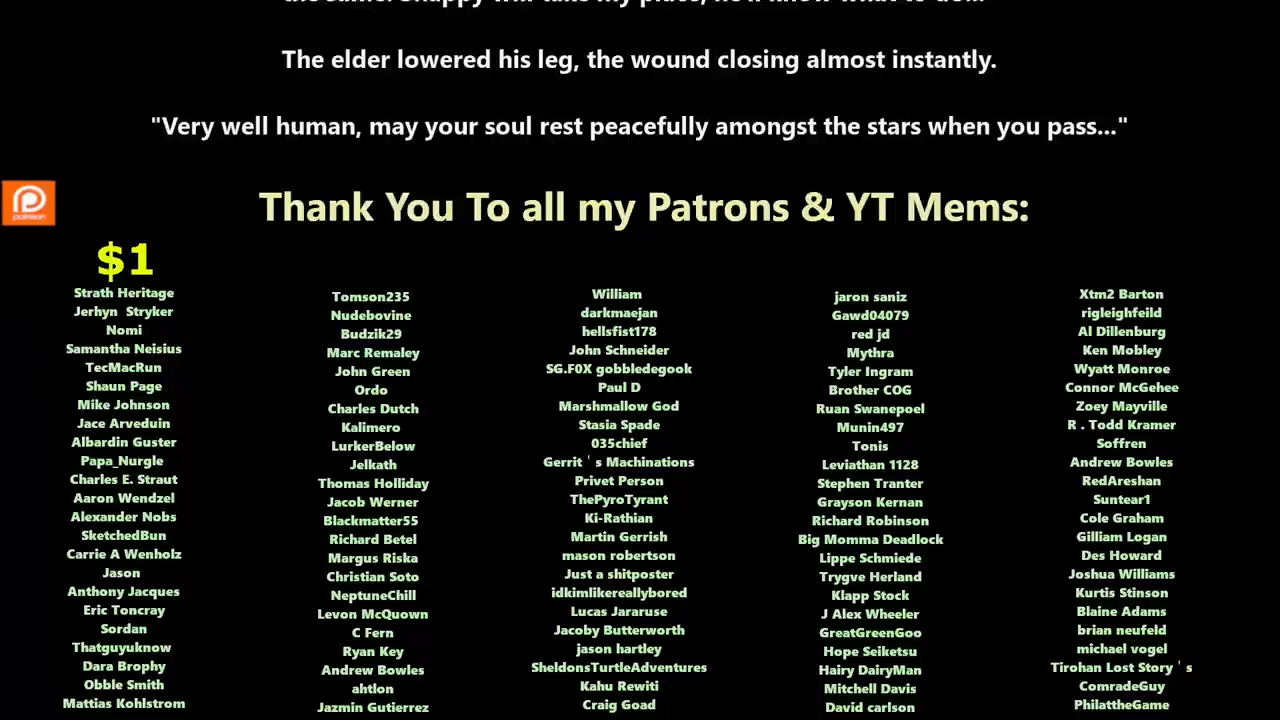 The elder lowered his leg, the wound closing almost instantly.
"Very well human, may your soul rest peacefully amongst the stars when you pass..."
patreon
Thank You To all my Patrons & YT Mems:
$1
Strath Heritage
Jerhyn  Stryker
Nomi
Samantha Neisius
TecMacRun
Shaun Page
Mike Johnson
Jace Arveduin
Albardin Guster
Papa_Nurgle
Charles E. Straut
Aaron Wendzel
Alexander Nobs
SketchedBun
Carrie A Wenholz
Jason
Anthony Jacques
Eric Toncray
Sordan
Thatguyuknow
Dara Brophy
Obble Smith
Mattias Kohlstrom
Tomson235
Nudebovine
Budzik29
Marc Remaley
John Green
Ordo
Charles Dutch
Kalimero
LurkerBelow
Jelkath
Thomas Holliday
Jacob Werner
Blackmatter55
Richard Betel
Margus Riska
Christian Soto
NeptuneChill
Levon McQuown
C Fern
Ryan Key
Andrew Bowles
ahtlon
Jazmin Gutierrez
William
darkmaejan
hellsfist178
John Schneider
SG.F0X gobbledegook
Paul D
Marshmallow God
Stasia Spade
035chief
Gerrit ' s Machinations
Privet Person
ThePyroTyrant
Ki-Rathian
Martin Gerrish
mason robertson
Just a shitposter
idkimlikereallybored
Lucas Jararuse
Jacoby Butterworth
jason hartley
SheldonsTurtleAdventures
Kahu Rewiti
Craig Goad
jaron saniz
Gawd04079
red jd
Mythra
Tyler Ingram
Brother COG
Ruan Swanepoel
Munin497
Tonis
Leviathan 1128
Stephen Tranter
Grayson Kernan
Richard Robinson
Big Momma Deadlock
Lippe Schmiede
Trygve Herland
Klapp Stock
J Alex Wheeler
GreatGreenGoo
Hope Seiketsu
Hairy DairyMan
Mitchell Davis
David carlson
Xtm2 Barton
rigleighfeild
Al Dillenburg
Ken Mobley
Wyatt Monroe
Connor McGehee
Zoey Mayville
R . Todd Kramer
Soffren
Andrew Bowles
RedAreshan
Suntear1
Cole Graham
Gilliam Logan
Des Howard
Joshua Williams
Kurtis Stinson
Blaine Adams
brian neufeld
michael vogel
Tirohan Lost Story ' s
ComradeGuy
PhilattheGame